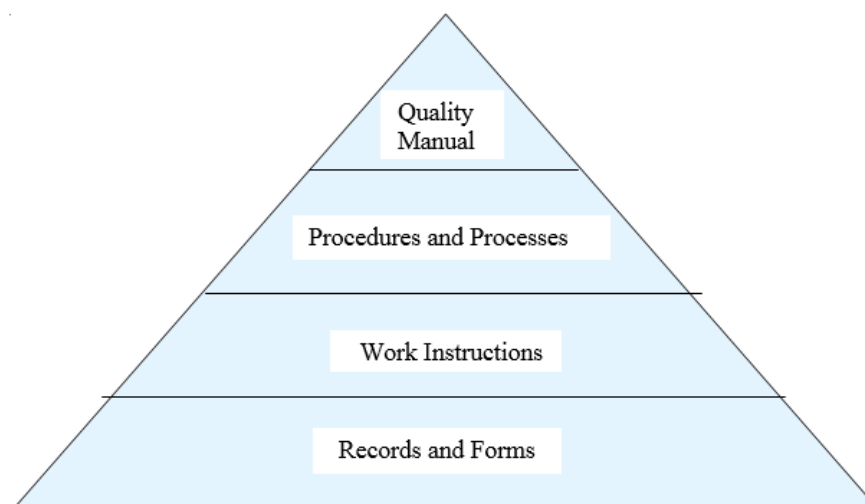 Quality
Manual
Procedures and Processes
Work Instructions
Records and Forms